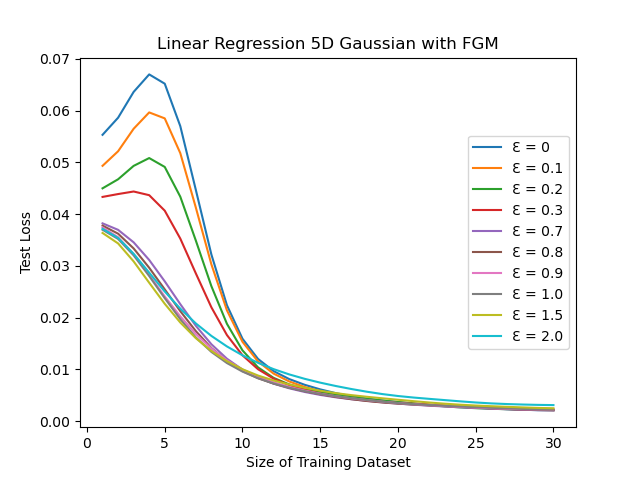 Linear Regression 5D Gaussian with FGM
0.07
0.06
0.05
0.04
0.03
0.02
0.01
0.00
Test Loss
Ɛ = 0
Ɛ = 0.1
Ɛ = 0.2
Ɛ = 0.3
Ɛ = 0.7
Ɛ = 0.8
Ɛ = 0.9
Ɛ = 1.0
Ɛ = 1.5
Ɛ = 2.0
0 5 10 15 20 25 30
Size of Training Dataset